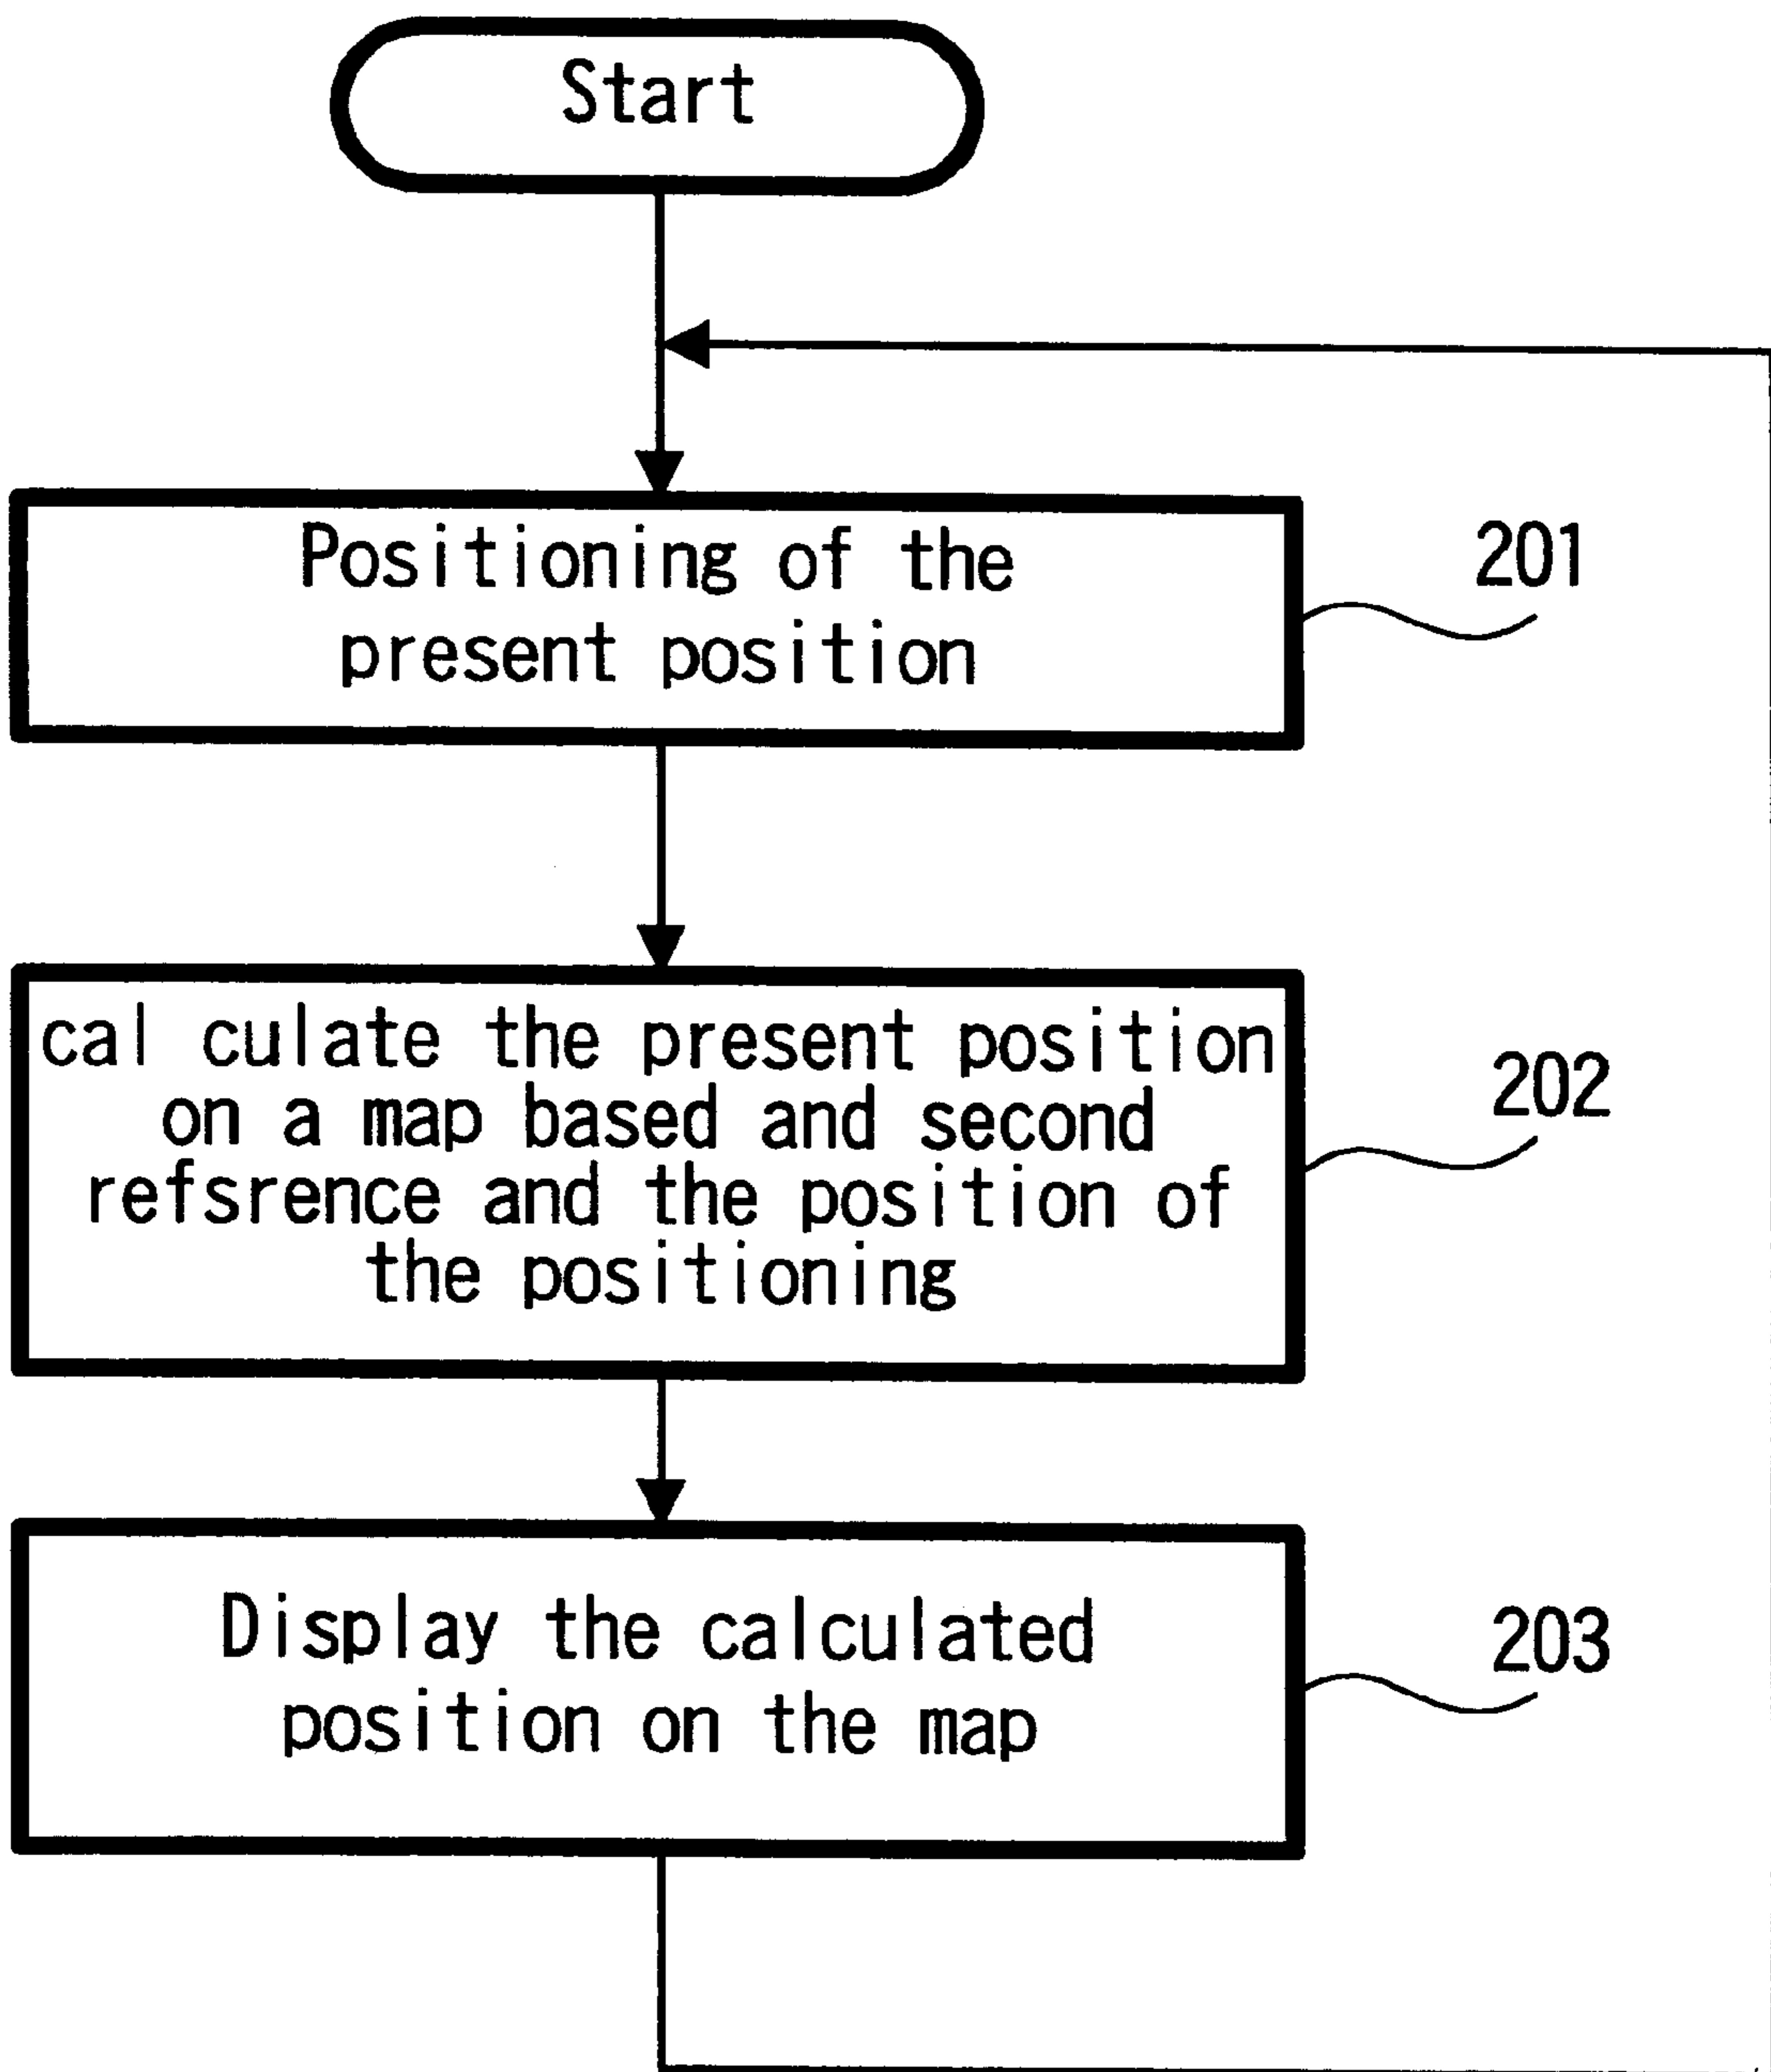 Start
Positioning of the
present position
201
cal culate the present position
on a map based and second
refsrence and the position of
the positioning
202
Display the calculated
position on the map
203